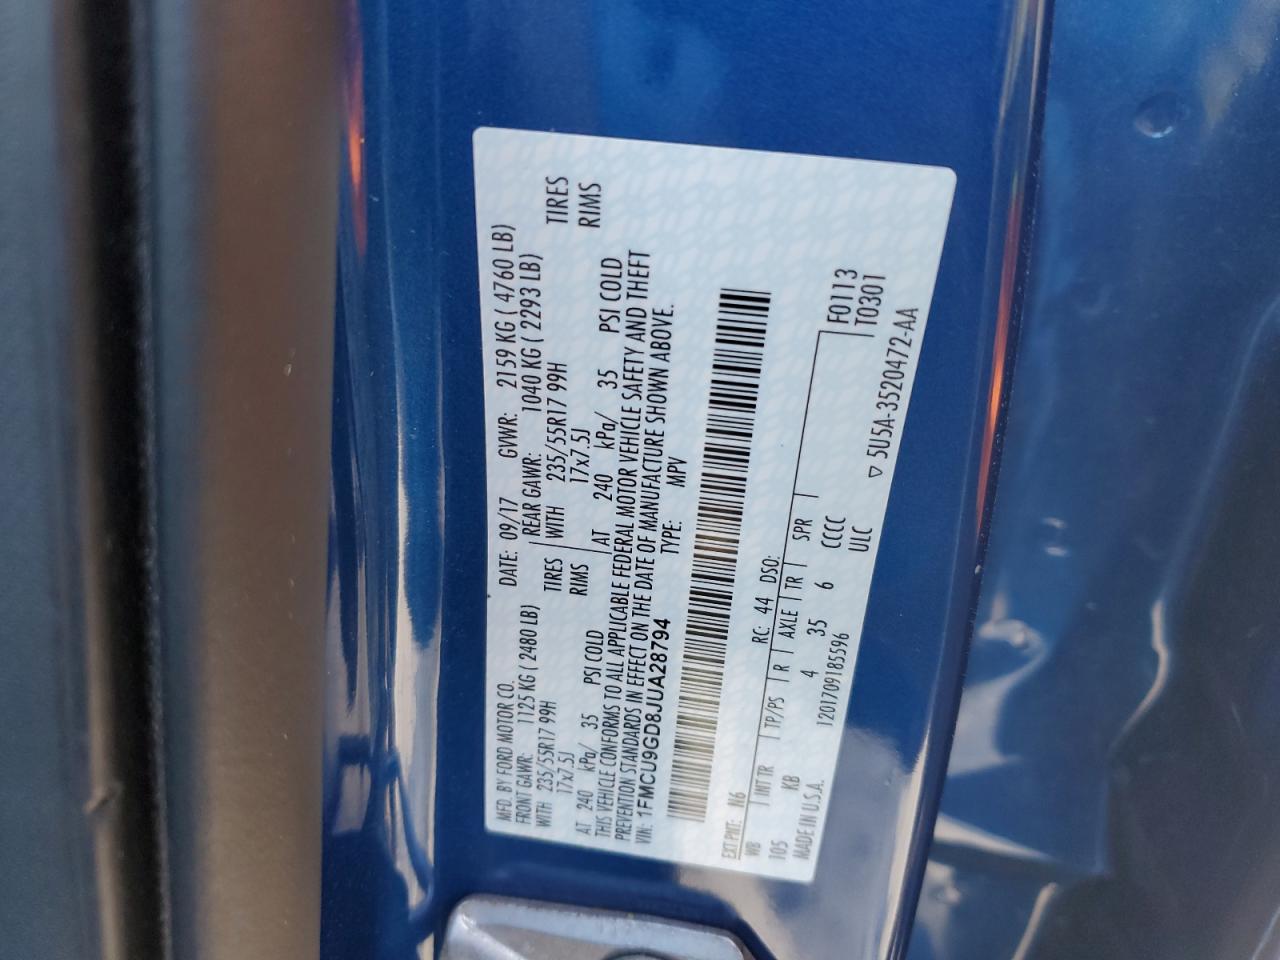 MFD. BY FORD MOTOR CO. DATE: 09/17 GVWR: 2159 KG ( 4760 LB)
FRONT GAWR: 1125 KG ( 2480 LB) REAR GAWR: 1040 KG ( 2293 LB)
WITH 235/55R17 99H TIRES WITH 235/55R17 99H TIRES
17x7.5J RIMS 17x7.5J RIMS
AT 240 kPa/ 35 PSI COLD AT 240 kPa/ 35 PSI COLD
THIS VEHICLE CONFORMS TO ALL APPLICABLE FEDERAL MOTOR VEHICLE SAFETY AND THEFT
PREVENTION STANDARDS IN EFFECT ON THE DATE OF MANUFACTURE SHOWN ABOVE.
VIN: 1FMCU9GD8JUA28794 TYPE: MPV
EXT PNT: N6 RC: 44 DSO:
WB INT TR TP/PS R AXLE TR SPR F0113
105 KB 4 35 6 CCCC T0301
MADE IN U.S.A. 1201709185596 ULC
▽ 5U5A-3520472-AA